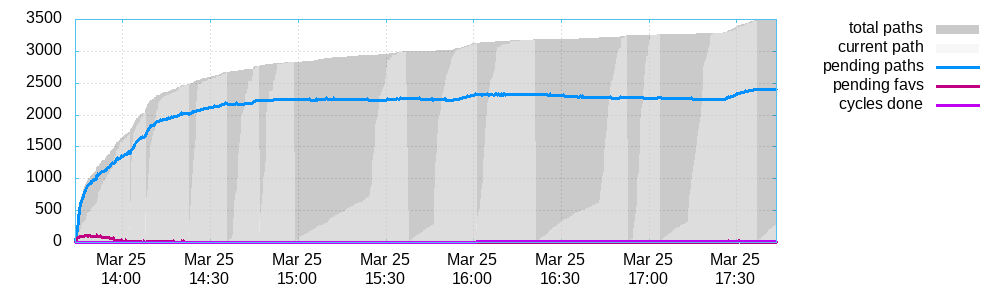 3500
3000
2500
2000
1500
1000
500
0
Mar 25 Mar 25 Mar 25 Mar 25 Mar 25 Mar 25 Mar 25 Mar 25
14:00 14:30 15:00 15:30 16:00 16:30 17:00 17:30
total paths
current path
pending paths
pending favs
cycles done